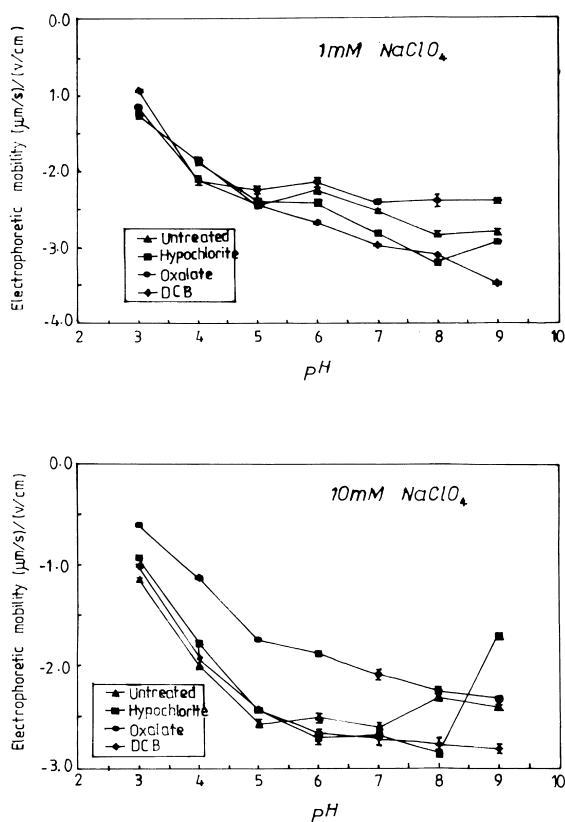 1mM NaClO4
Electrophoretic mobility (μm/s)/(v/cm)
0.0
1.0
-2.0
-3.0
-4.0
Untreated
Hypochlorite
Oxalate
DCB
2 3 4 5 6 7 8 9 10
PH
10mM NaClO4
Electrophoretic mobility (μm/s)/(v/cm)
0.0
-1.0
-2.0
-3.0
Untreated
Hypochlorite
Oxalate
DCB
2 3 4 5 6 7 8 9 10
PH